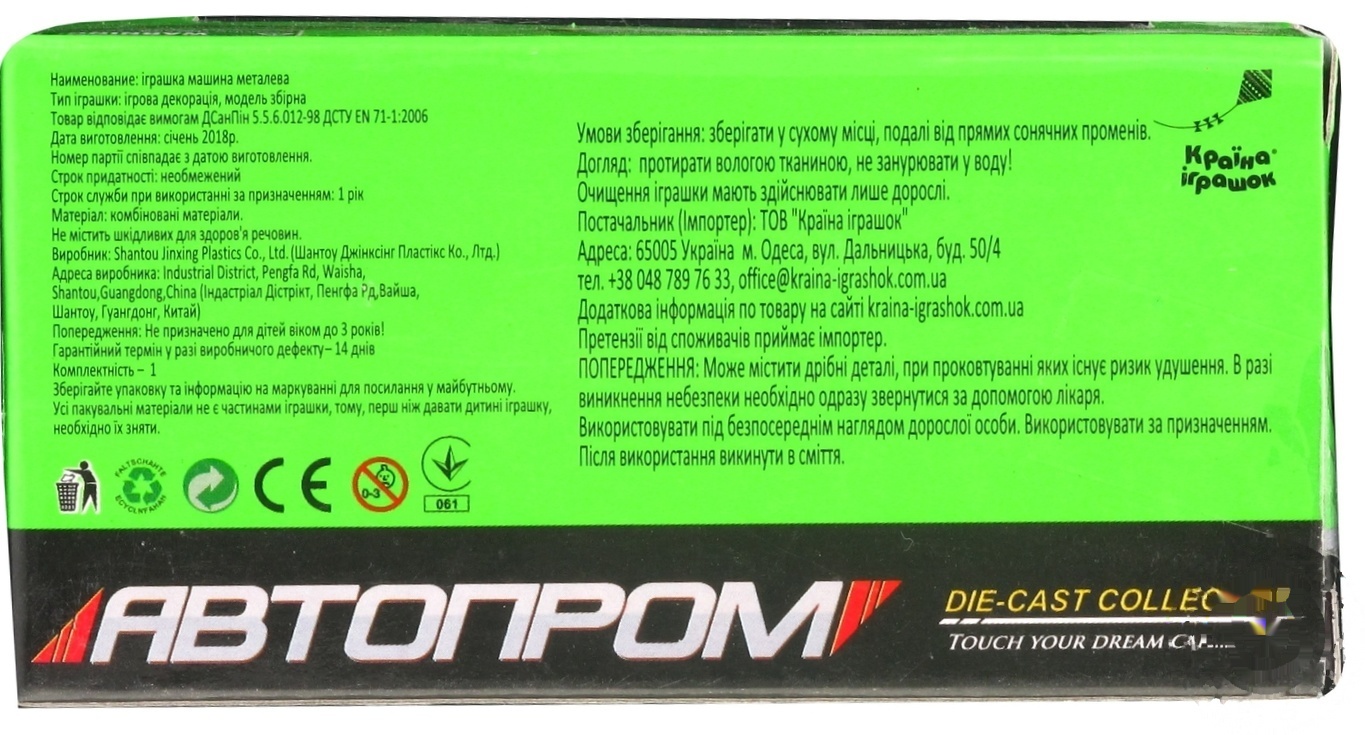 Наименование: іграшка машина металева
Тип іграшки: ігрова декорація, модель збірна
Товар відповідає вимогам ДСанПін 5.5.6.012-98 ДСТУ EN 71-1:2006
Дата виготовлення: січень 2018р.
Номер партії співпадає з датою виготовлення.
Строк придатності: необмежений
Строк служби при використанні за призначенням: 1 рік
Матеріал: комбіновані матеріали.
Не містить шкідливих для здоров'я речовин.
Виробник: Shantou Jinxing Plastics Co., Ltd. (Шантоу Джінксінг Пластікс Ко., Лтд.)
Адреса виробника: Industrial District, Pengfa Rd, Waisha,
Shantou,Guangdong,China (Індастріал Дістрікт, Пенгфа Рд,Вайша,
Шантоу, Гуангдонг, Китай)
Попередження: Не призначено для дітей віком до 3 років!
Гарантійний термін у разі виробничого дефекту– 14 днів
Комплектність – 1
Зберігайте упаковку та інформацію на маркуванні для посилання у майбутньому.
Усі пакувальні матеріали не є частинами іграшки, тому, перш ніж давати дитині іграшку,
необхідно їх зняти.
0-3
061
Умови зберігання: зберігати у сухому місці, подалі від прямих сонячних променів.
Догляд: протирати вологою тканиною, не занурювати у воду!
Очищення іграшки мають здійснювати лише дорослі.
Постачальник (Імпортер): ТОВ "Країна іграшок"
Адреса: 65005 Україна м. Одеса, вул. Дальницька, буд. 50/4
тел. +38 048 789 76 33, office@kraina-igrashok.com.ua
Додаткова інформація по товару на сайті kraina-igrashok.com.ua
Претензії від споживачів приймає імпортер.
ПОПЕРЕДЖЕННЯ: Може містити дрібні деталі, при проковтуванні яких існує ризик удушення. В разі
виникнення небезпеки необхідно одразу звернутися за допомогою лікаря.
Використовувати під безпосереднім наглядом дорослої особи. Використовувати за призначенням.
Після використання викинути в сміття.
Країна
іграшок
АВТОПРОМ
DIE-CAST
TOUCH YOUR DREAM